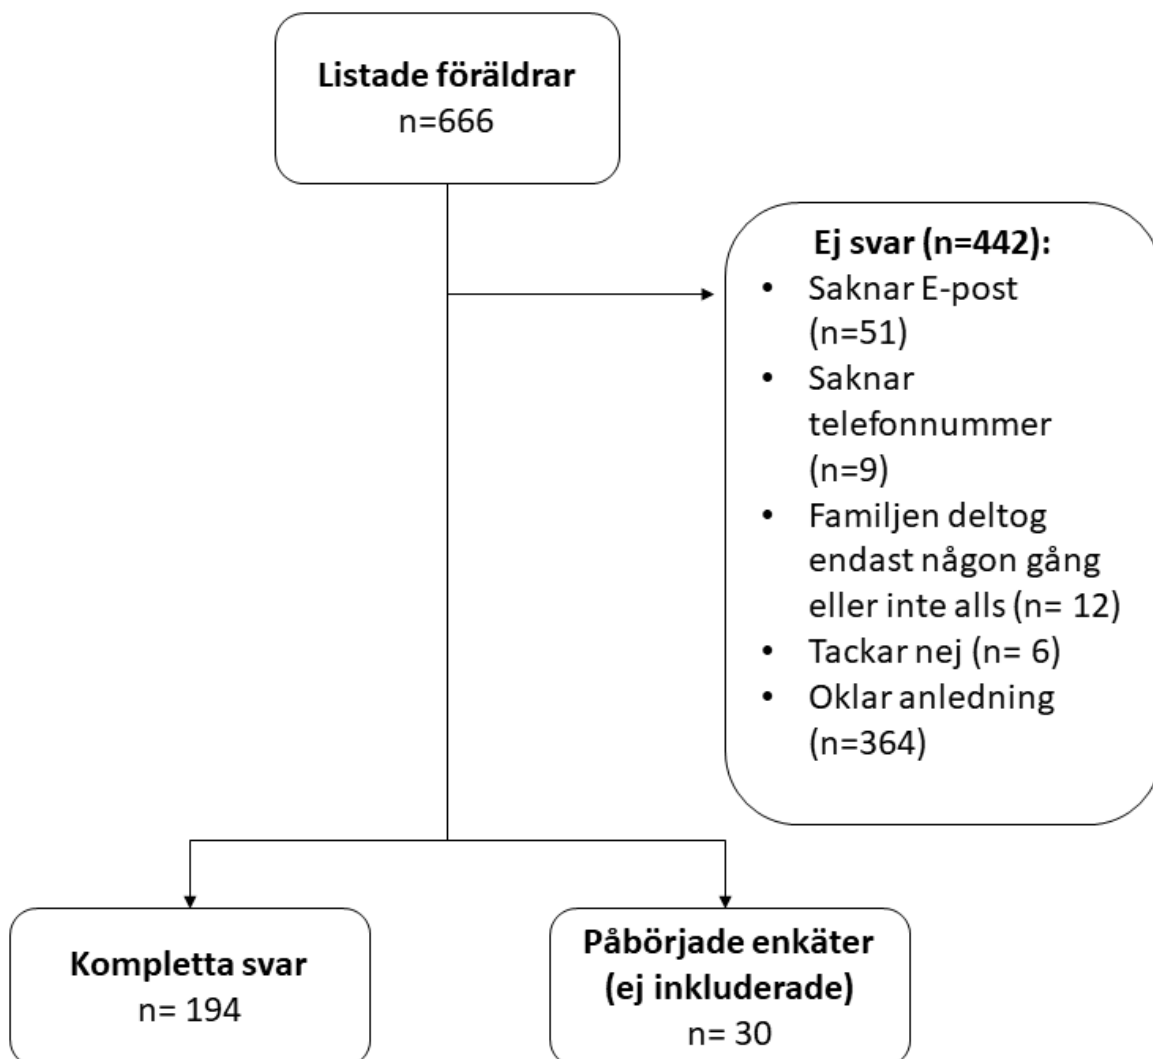 Listade föräldrar
n=666
Ej svar (n=442):
• Saknar E-post
(n=51)
• Saknar
telefonnummer
(n=9)
• Familjen deltog
endast någon gång
eller inte alls (n= 12)
• Tackar nej (n= 6)
• Oklar anledning
(n=364)
Kompletta svar
n= 194
Påbörjade enkäter
(ej inkluderade)
n= 30